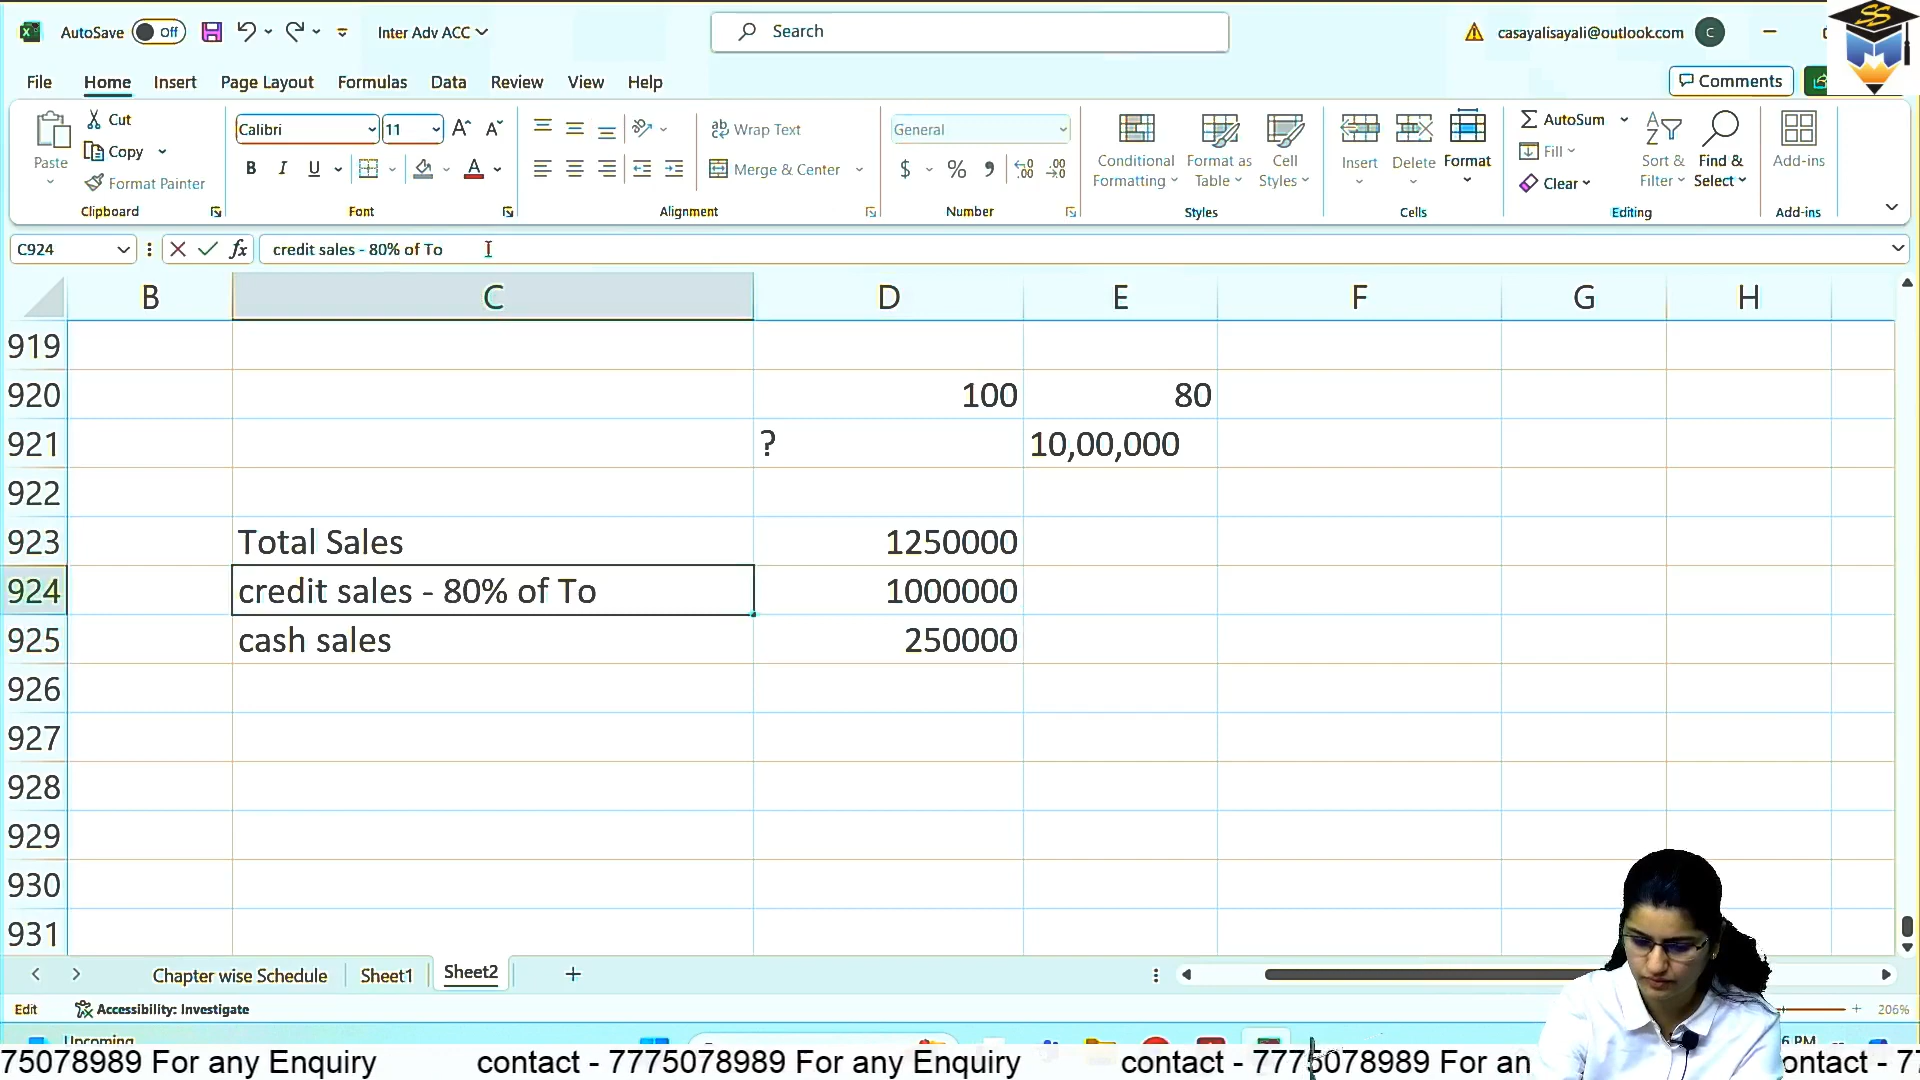 AutoSave Off Inter Adv ACC Search casayalisayali@outlook.com C
File Home Insert Page Layout Formulas Data Review View Help Comments
Paste Cut Copy Format Painter Clipboard
Calibri 11 B I U A Font
Wrap Text Merge & Center Alignment
General $ % Number
Conditional Formatting Format as Table Cell Styles Styles
Insert Delete Format Cells
AutoSum Fill Clear Sort & Filter Find & Select Editing
Add-ins Add-ins
C924 fx credit sales - 80% of To
B C D E F G H
919
920 100 80
921 ? 10,00,000
922
923 Total Sales 1250000
924 credit sales - 80% of To 1000000
925 cash sales 250000
926
927
928
929
930
931
Chapter wise Schedule Sheet1 Sheet2
Edit Accessibility: Investigate 206%
Upcoming PM
75078989 For any Enquiry contact - 7775078989 For any Enquiry contact - 7775078989 For an ontact - 77